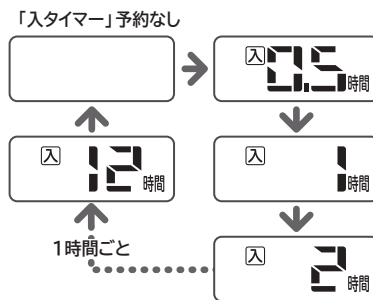 「入タイマー」予約なし
入 0.5 時間
入 12 時間
入 1 時間
1時間ごと
入 2 時間